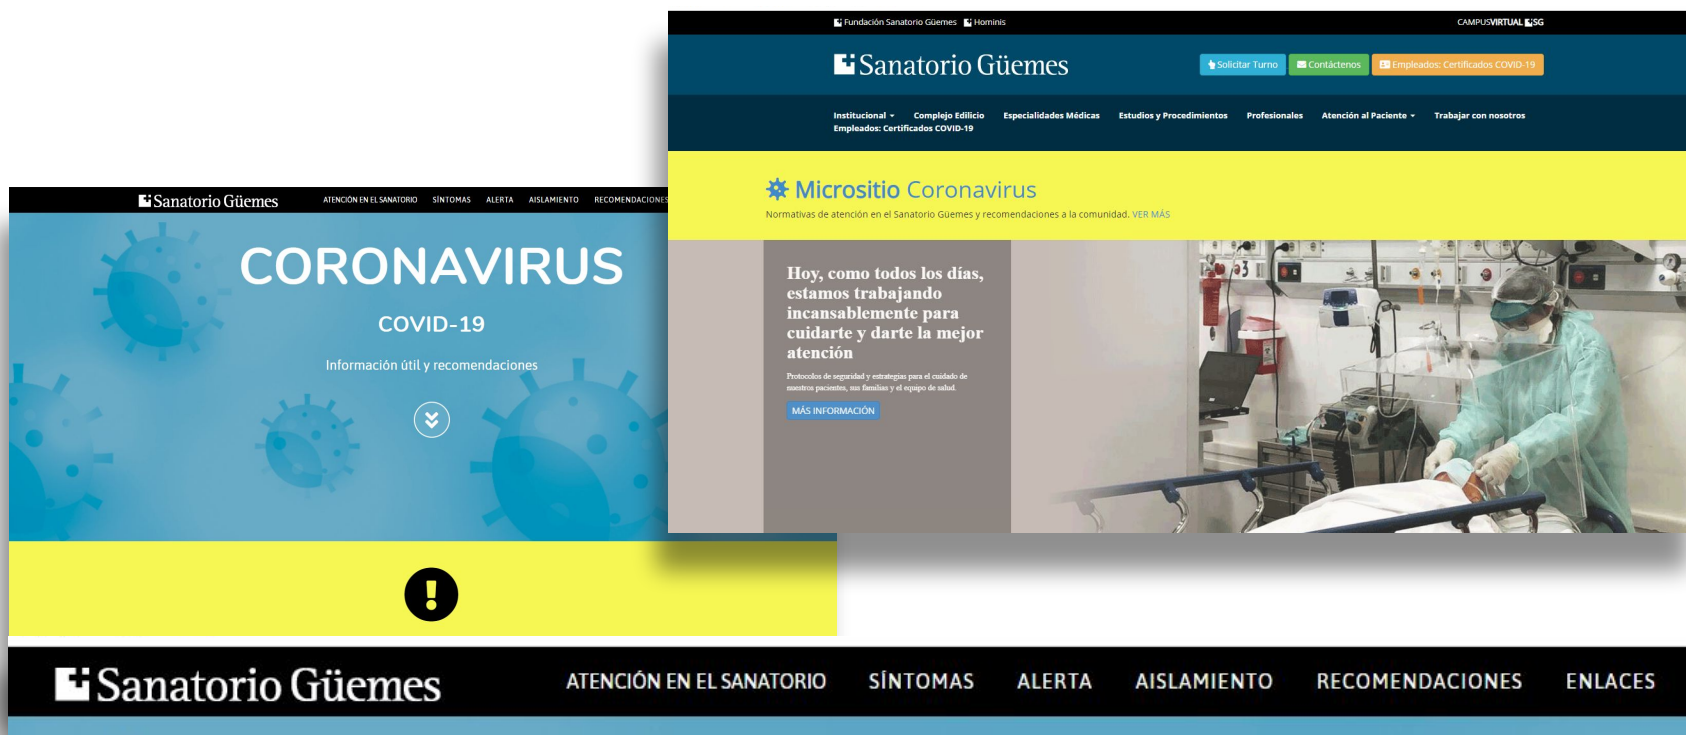 Fundación Sanatorio Güemes Hominis CAMPUSVIRTUAL SG
Sanatorio Güemes
Solicitar Turno Contáctenos Empleados: Certificados COVID-19
Institucional Complejo Edilicio Especialidades Médicas Estudios y Procedimientos Profesionales Atención al Paciente Trabajar con nosotros
Empleados: Certificados COVID-19
Micrositio Coronavirus
Normativas de atención en el Sanatorio Güemes y recomendaciones a la comunidad. VER MÁS
Hoy, como todos los días,
estamos trabajando
incansablemente para
cuidarte y darte la mejor
atención
Protocolos de seguridad y estrategias para el cuidado de
nuestros pacientes, sus familias y el equipo de salud.
MÁS INFORMACIÓN
Sanatorio Güemes ATENCIÓN EN EL SANATORIO SÍNTOMAS ALERTA AISLAMIENTO RECOMENDACIONES
CORONAVIRUS
COVID-19
Información útil y recomendaciones
Sanatorio Güemes ATENCIÓN EN EL SANATORIO SÍNTOMAS ALERTA AISLAMIENTO RECOMENDACIONES ENLACES